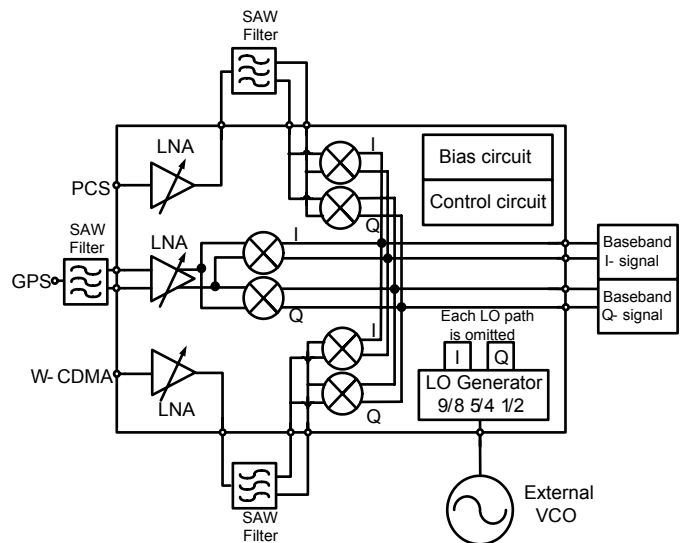 SAW
Filter
LNA
PCS
I
Q
Bias circuit
Control circuit
SAW
Filter
GPS
LNA
I
Q
Baseband
I- signal
Baseband
Q- signal
Each LO path
is omitted
I
Q
LO Generator
9/8 5/4 1/2
W- CDMA
LNA
I
Q
SAW
Filter
External
VCO